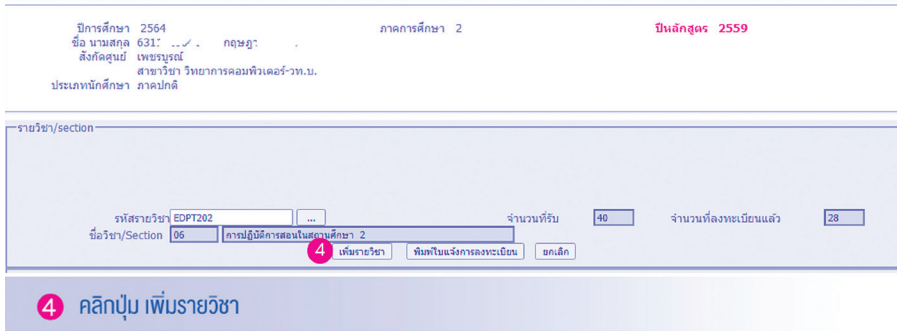 ปีการศึกษา 2564 ภาคการศึกษา 2 ปีหลักสูตร 2559
ชื่อ นามสกุล กฤษฎา
สังกัดศูนย์ เพชรบูรณ์
สาขาวิชา วิทยาการคอมพิวเตอร์-วท.บ.
ประเภทนักศึกษา ภาคปกติ
รายวิชา/section
รหัสรายวิชา EDPT202 ... จำนวนที่รับ 40 จำนวนที่ลงทะเบียนแล้ว 28
ชื่อวิชา/Section 06 การปฏิบัติการสอนในสถานศึกษา 2
4 เพิ่มรายวิชา พิมพ์ใบแจ้งการลงทะเบียน ยกเลิก
4 คลิกปุ่ม เพิ่มรายวิชา